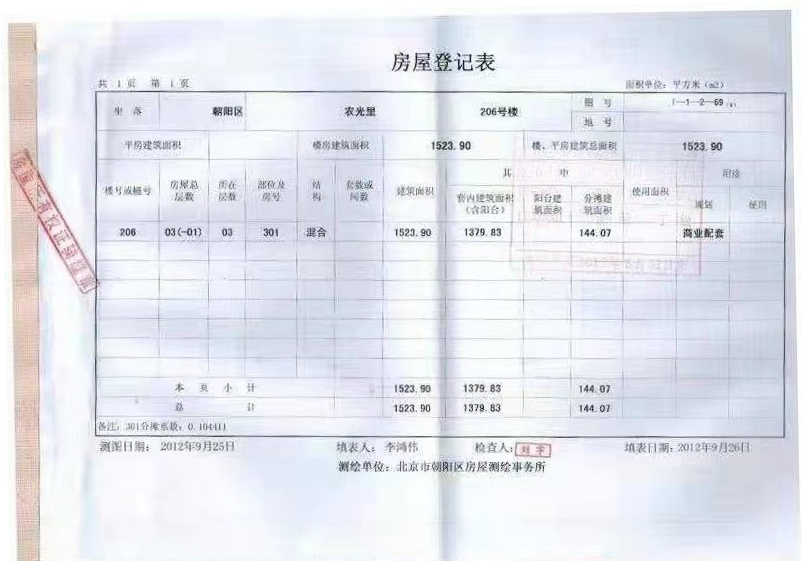 房屋登记表
共 1 页 第 1 页 面积单位：平方米（m2）
坐落 朝阳区 农光里 206号楼 图号 1-1-2-69
地号
平房建筑面积 楼房建筑面积 1523.90 楼、平房建筑总面积 1523.90
楼号或幢号 房屋总层数 所在层数 部位及房号 结构 套数或间数 建筑面积 其中 使用面积 用途
套内建筑面积（含阳台） 阳台建筑面积 分滩建筑面积 规划 使用
206 03(-01) 03 301 混合 1523.90 1379.83 144.07 商业配套
本页小计 1523.90 1379.83 144.07
总计 1523.90 1379.83 144.07
备注：301分摊系数：0.104411
测图日期： 2012年9月25日 填表人： 李鸿伟 检查人： 刘宇 填表日期：2012年9月26日
测绘单位：北京市朝阳区房屋测绘事务所